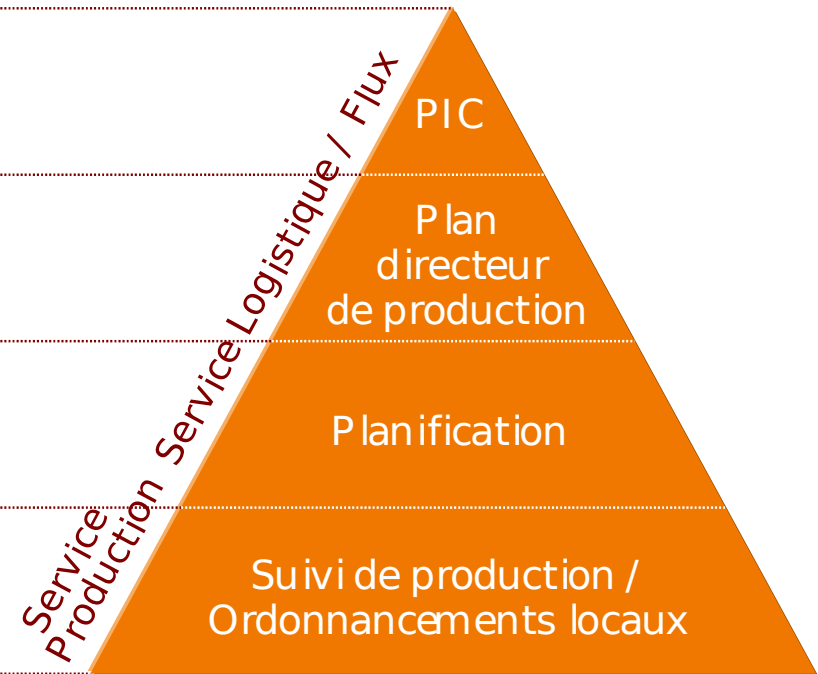 PIC
Plan
directeur
de production
Planification
Suivi de production /
Ordonnancements locaux
Service Logistique / Flux
Service
Production